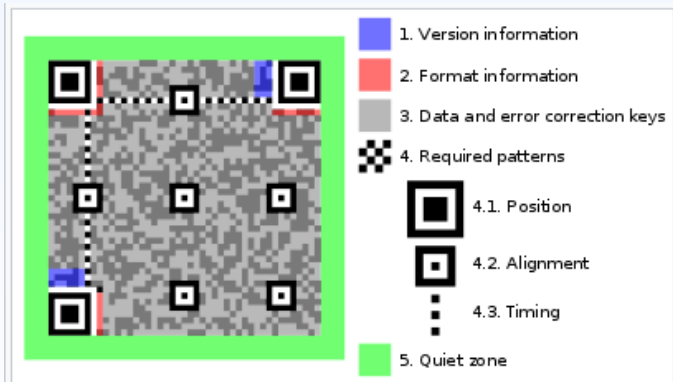 1. Version information
2. Format information
3. Data and error correction keys
4. Required patterns
4.1. Position
4.2. Alignment
4.3. Timing
5. Quiet zone